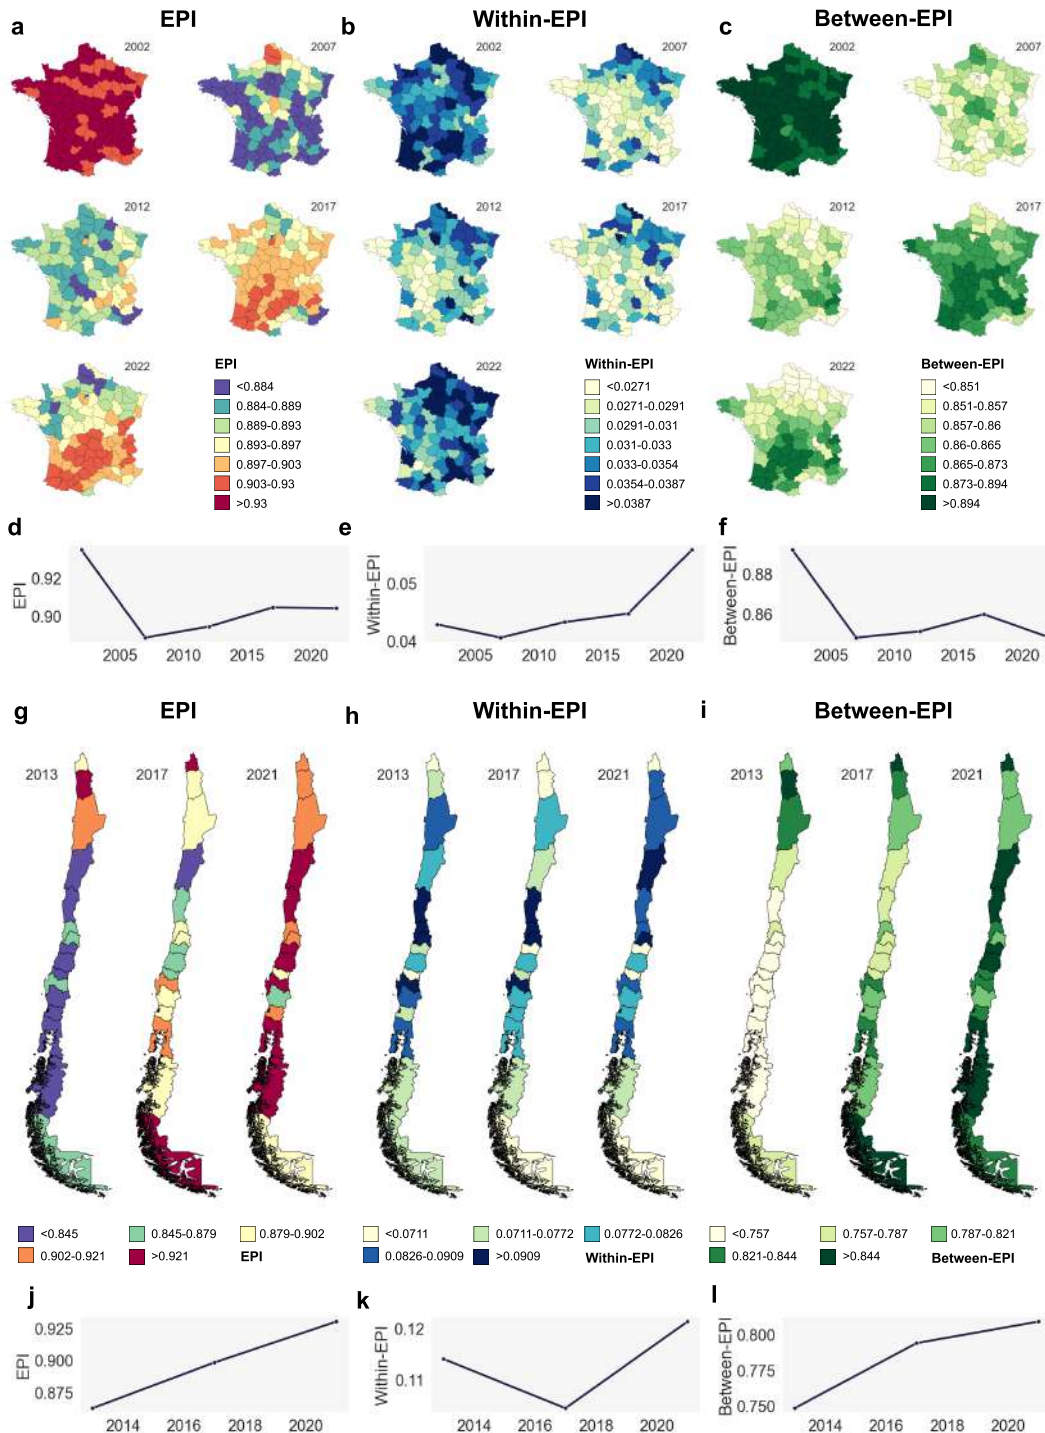 a EPI b Within-EPI c Between-EPI
2002 2007 2002 2007 2002 2007
2012 2017 2012 2017 2012 2017
2022 2022 2022
EPI Within-EPI Between-EPI
<0.884 <0.0271 <0.851
0.884-0.889 0.0271-0.0291 0.851-0.857
0.889-0.893 0.0291-0.031 0.857-0.86
0.893-0.897 0.031-0.033 0.86-0.865
0.897-0.903 0.033-0.0354 0.865-0.873
0.903-0.93 0.0354-0.0387 0.873-0.894
>0.93 >0.0387 >0.894
d e f
EPI
0.92
0.90
2005 2010 2015 2020
Within-EPI
0.05
0.04
2005 2010 2015 2020
Between-EPI
0.88
0.86
2005 2010 2015 2020
g EPI h Within-EPI i Between-EPI
2013 2017 2021 2013 2017 2021 2013 2017 2021
<0.845 0.845-0.879 0.879-0.902 <0.0711 0.0711-0.0772 0.0772-0.0826 <0.757 0.757-0.787 0.787-0.821
0.902-0.921 >0.921 EPI 0.0826-0.0909 >0.0909 Within-EPI 0.821-0.844 >0.844 Between-EPI
j k l
EPI
0.925
0.900
0.875
2014 2016 2018 2020
Within-EPI
0.12
0.11
2014 2016 2018 2020
Between-EPI
0.800
0.775
0.750
2014 2016 2018 2020